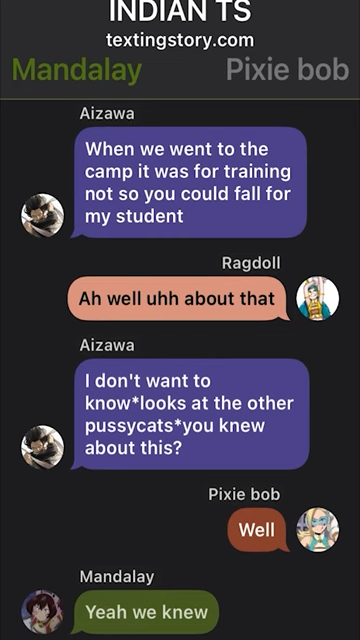 INDIAN TS
textingstory.com
Mandalay Pixie bob
Aizawa
When we went to the
camp it was for training
not so you could fall for
my student
Ragdoll
Ah well uhh about that
Aizawa
I don't want to
know*looks at the other
pussycats*you knew
about this?
Pixie bob
Well
Mandalay
Yeah we knew